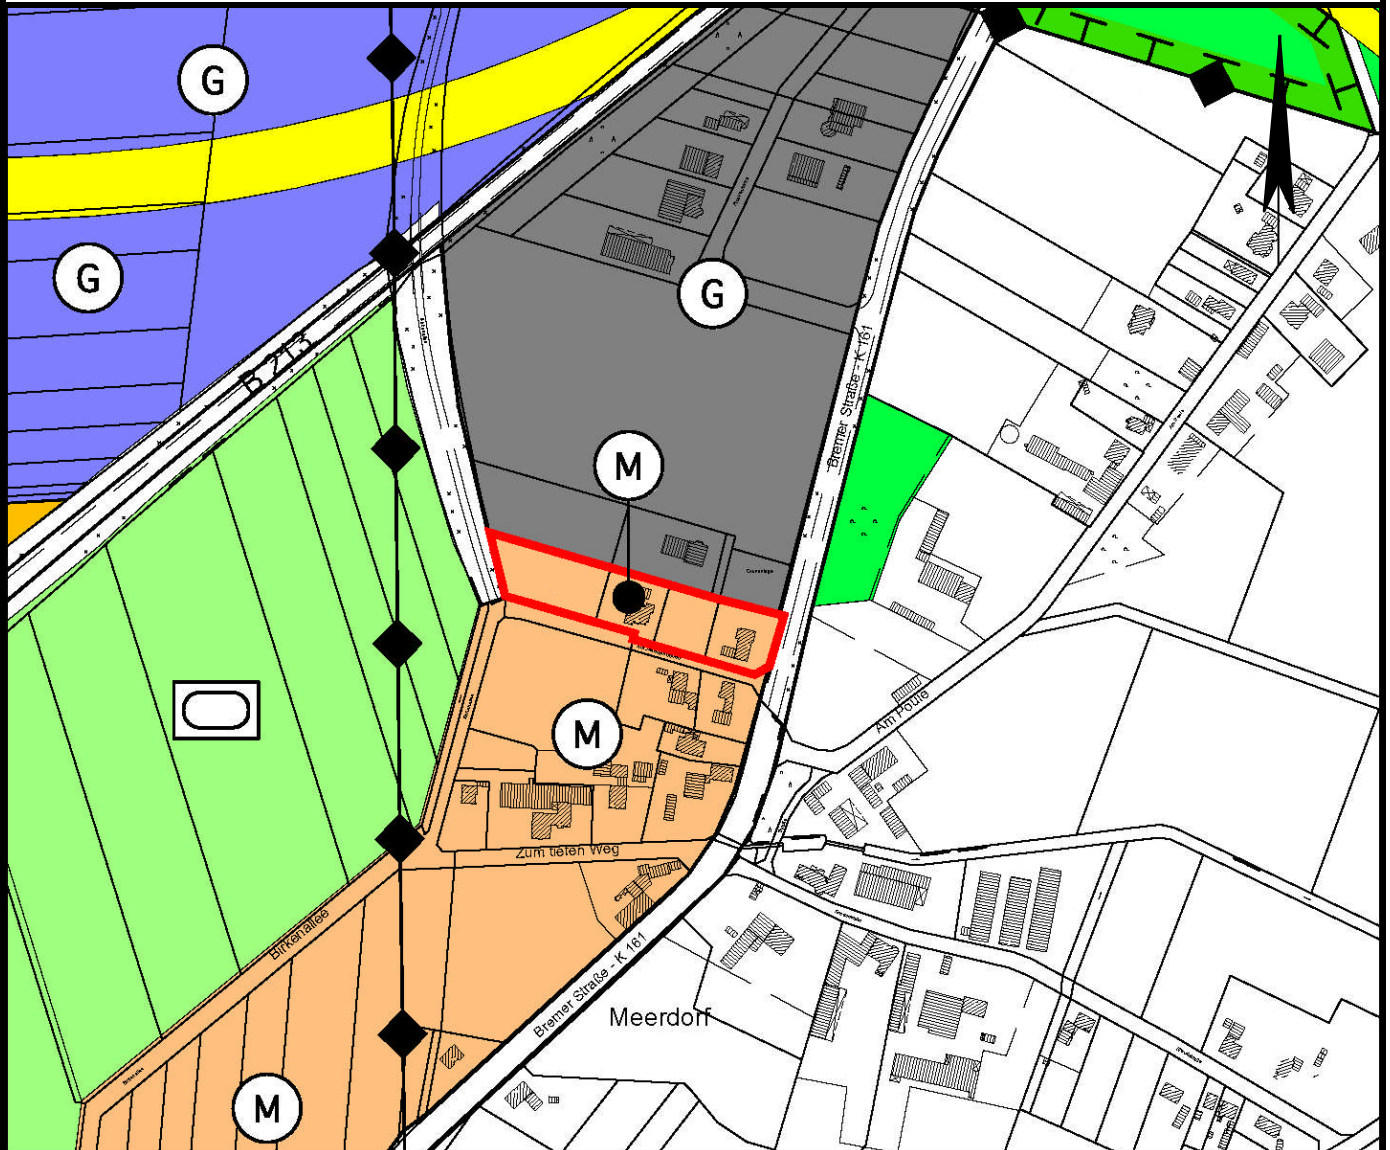 G
G
B 213
G
Bremer Straße - K 161
M
M
Am Poule
Zum tiefen Weg
Birkenallee
Bremer Straße - K 161
Meerdorf
M